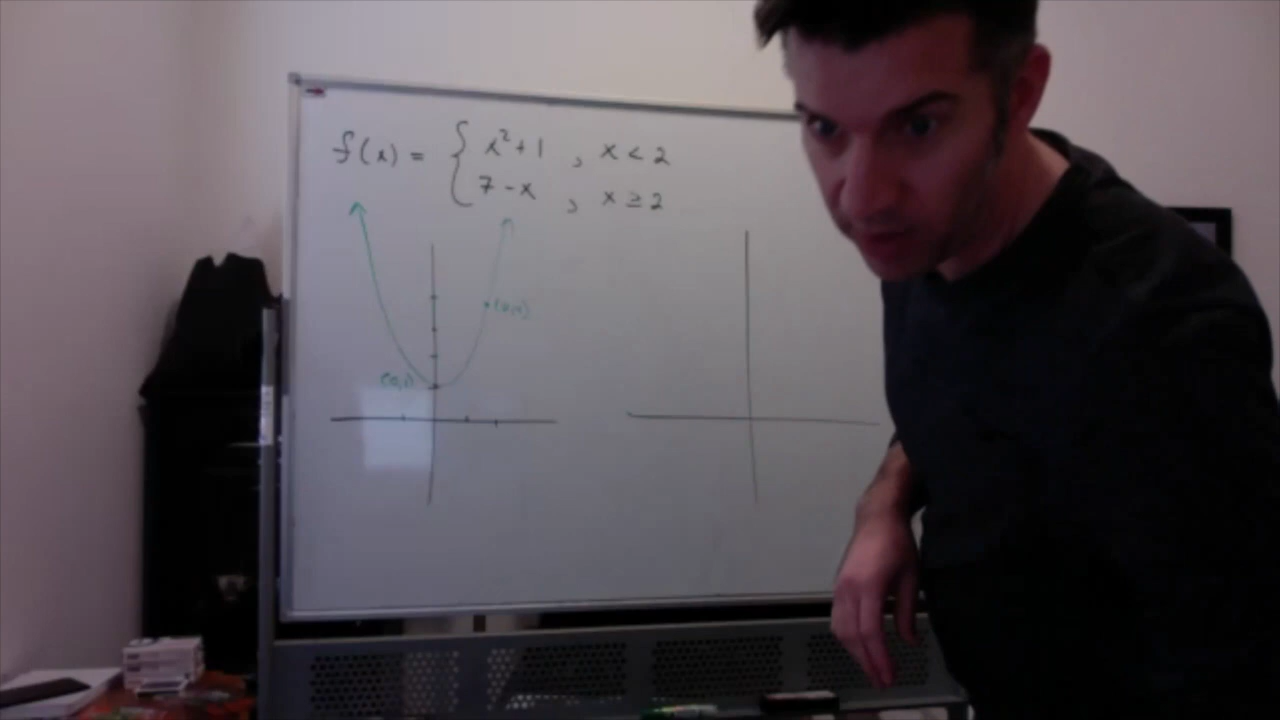 f(x) = { x²+1 , x < 2
7-x , x ≥ 2
(0,1)